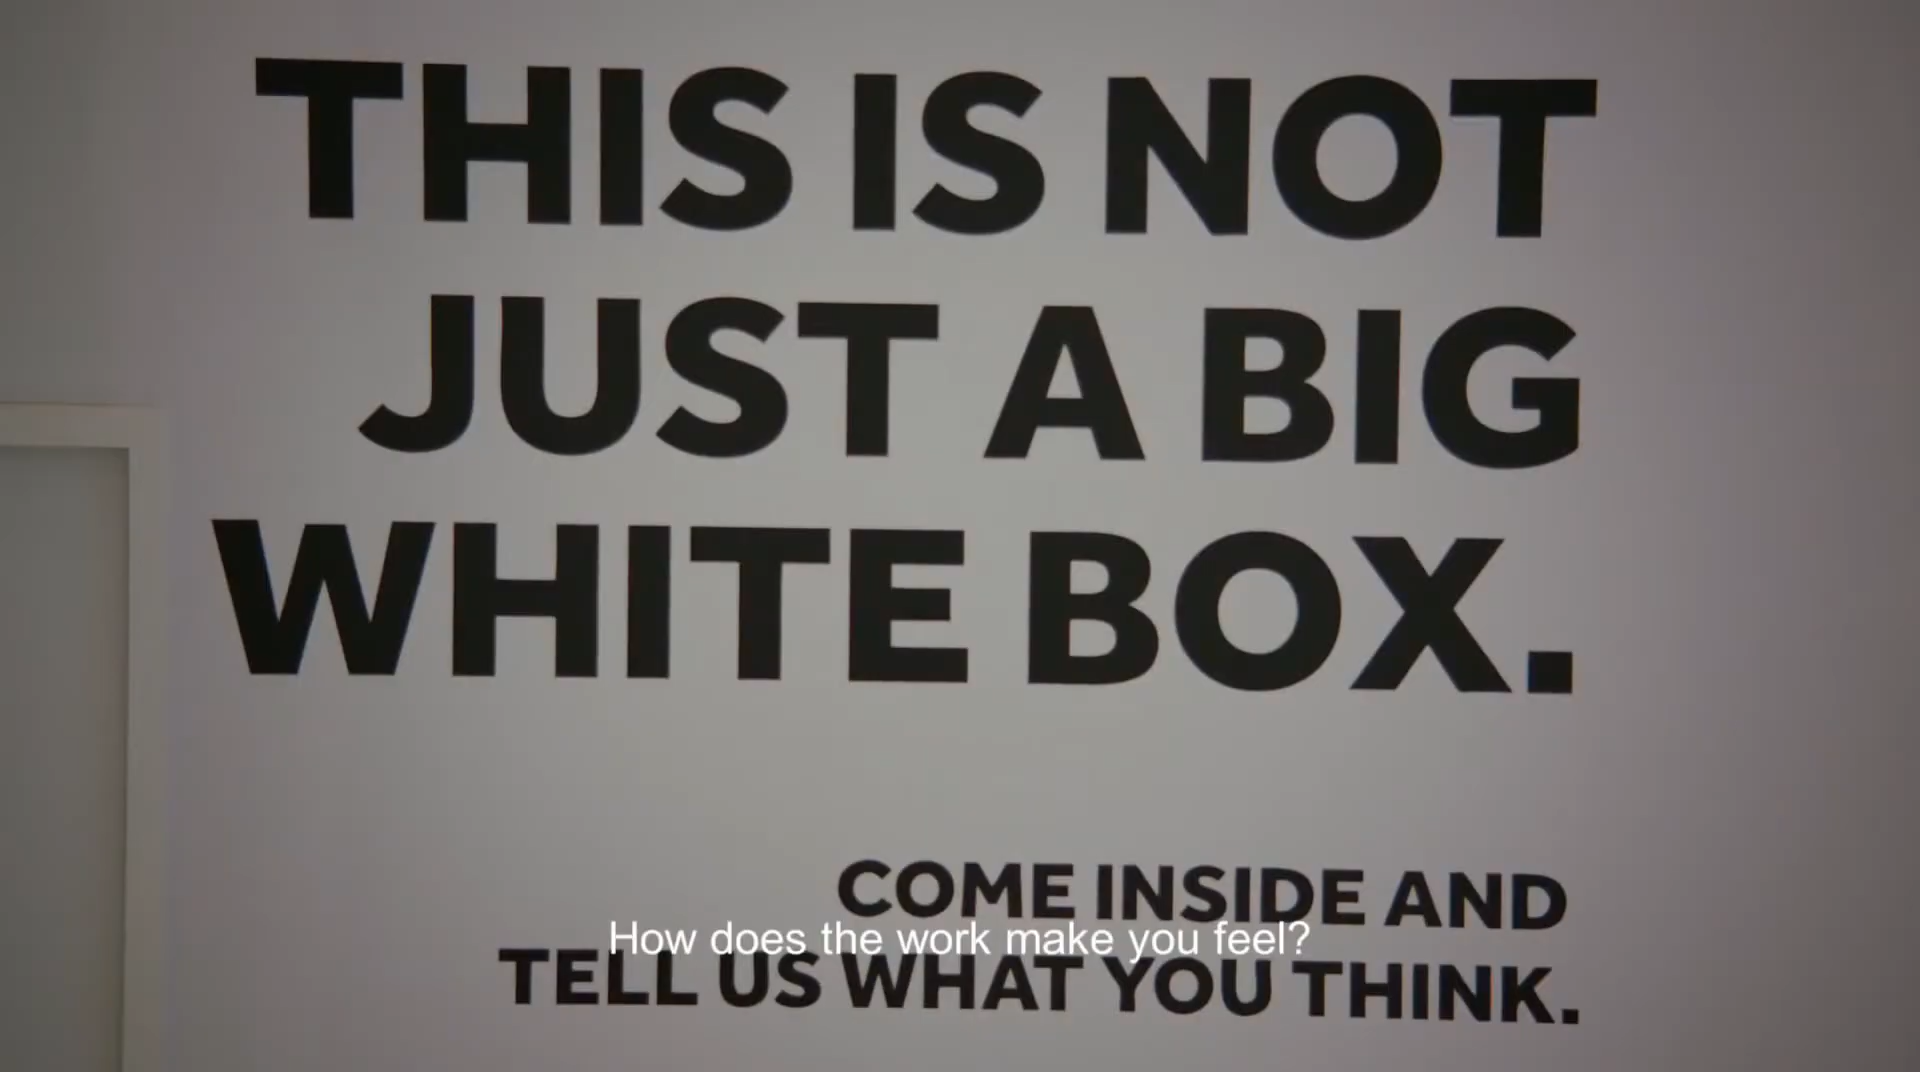 THIS IS NOT
JUST A BIG
WHITE BOX.
COME INSIDE AND
How does the work make you feel?
TELL US WHAT YOU THINK.